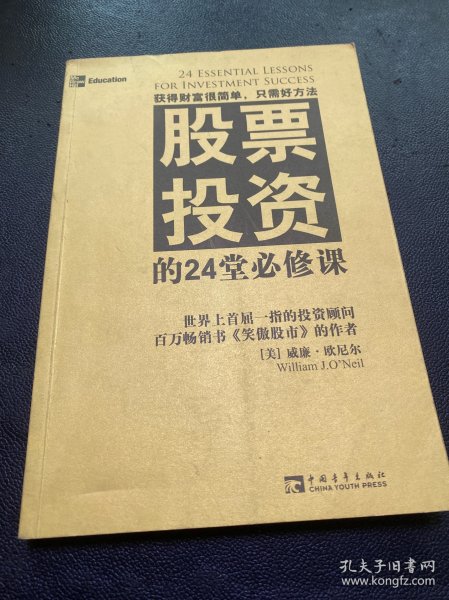 Education
24 ESSENTIAL LESSONS
FOR INVESTMENT SUCCESS
获得财富很简单，只需好方法
股票
投资
的24堂必修课
世界上首屈一指的投资顾问
百万畅销书《笑傲股市》的作者
[美] 威廉·欧尼尔
William J.O'Neil
中国青年出版社
CHINA YOUTH PRESS
孔夫子旧书网
www.kongfz.com